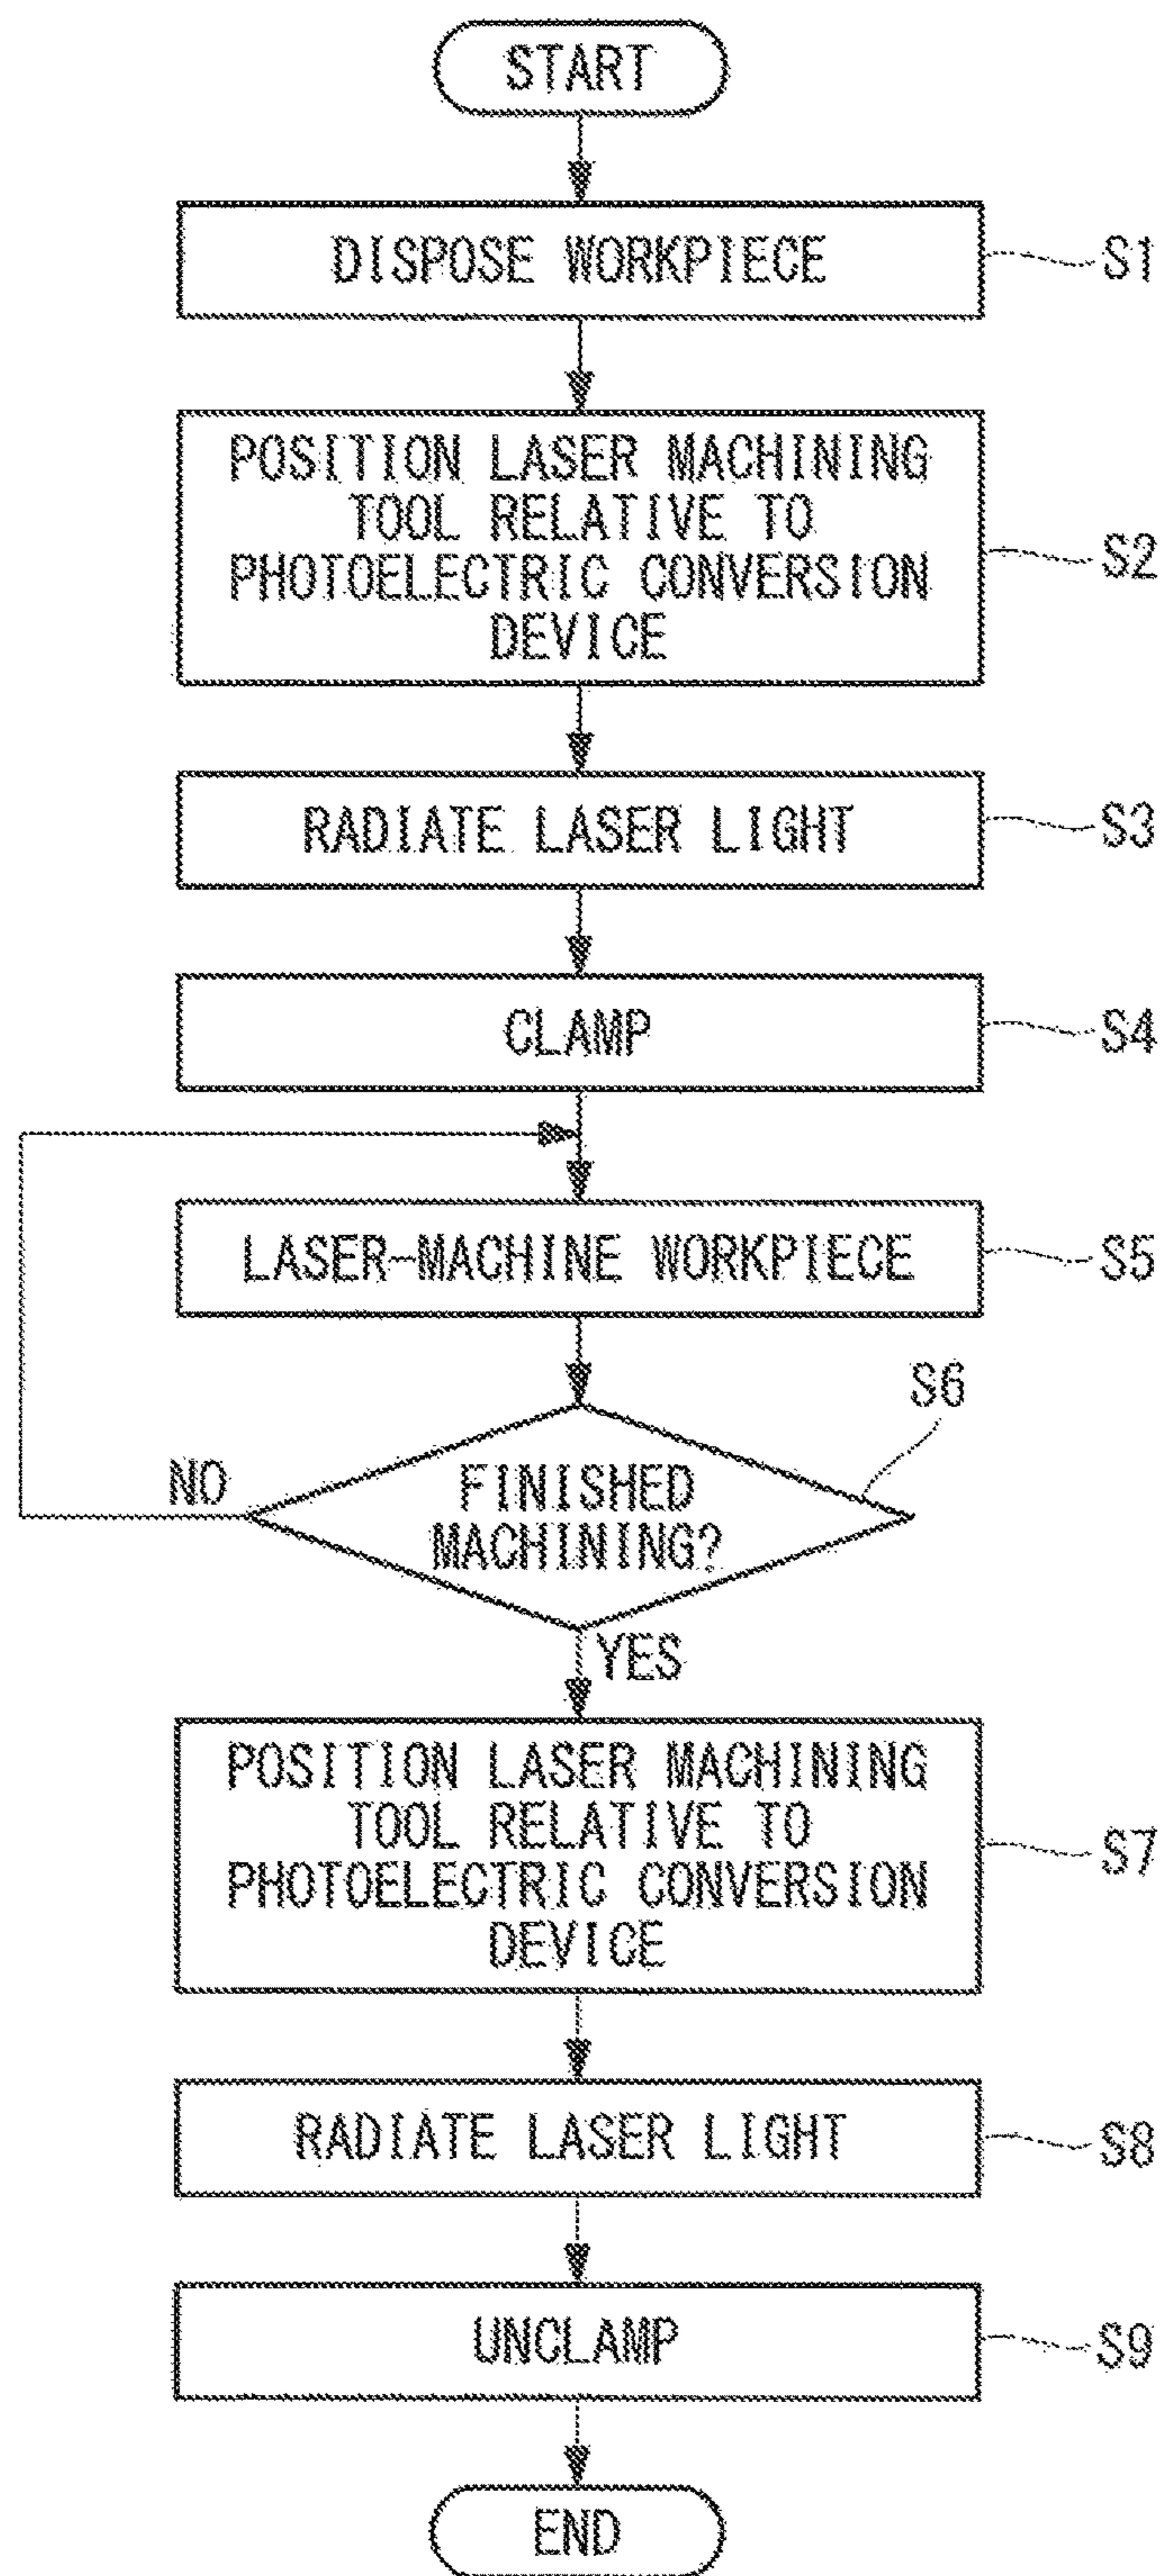 START
DISPOSE WORKPIECE
S1
POSITION LASER MACHINING
TOOL RELATIVE TO
PHOTOELECTRIC CONVERSION
DEVICE
S2
RADIATE LASER LIGHT
S3
CLAMP
S4
LASER-MACHINE WORKPIECE
S5
S6
FINISHED
MACHINING?
NO
YES
POSITION LASER MACHINING
TOOL RELATIVE TO
PHOTOELECTRIC CONVERSION
DEVICE
S7
RADIATE LASER LIGHT
S8
UNCLAMP
S9
END